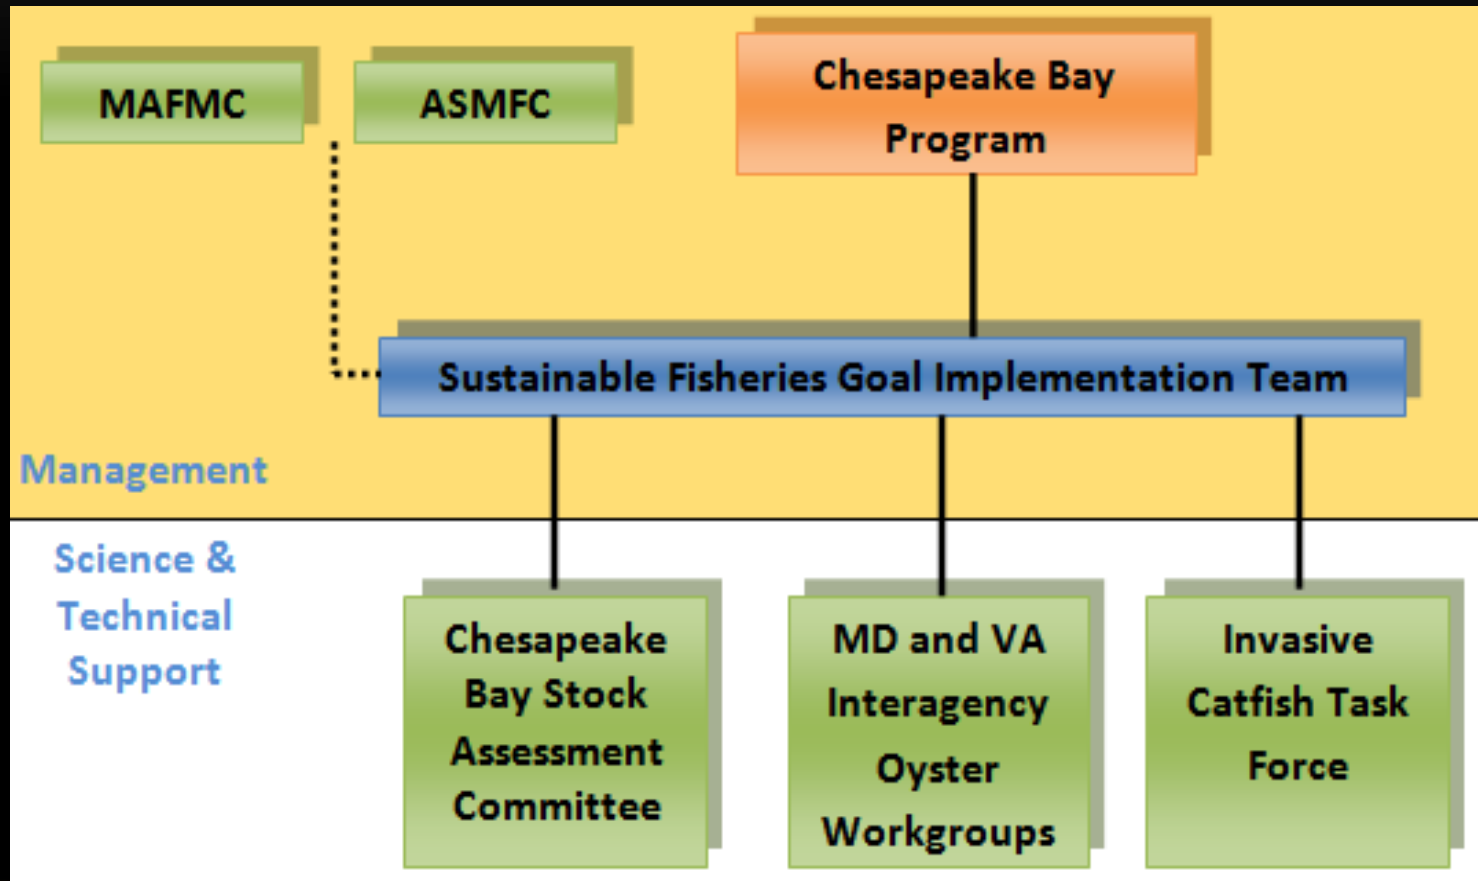 MAFMC
ASMFC
Chesapeake Bay
Program
Sustainable Fisheries Goal Implementation Team
Management
Science &
Technical
Support
Chesapeake
Bay Stock
Assessment
Committee
MD and VA
Interagency
Oyster
Workgroups
Invasive
Catfish Task
Force